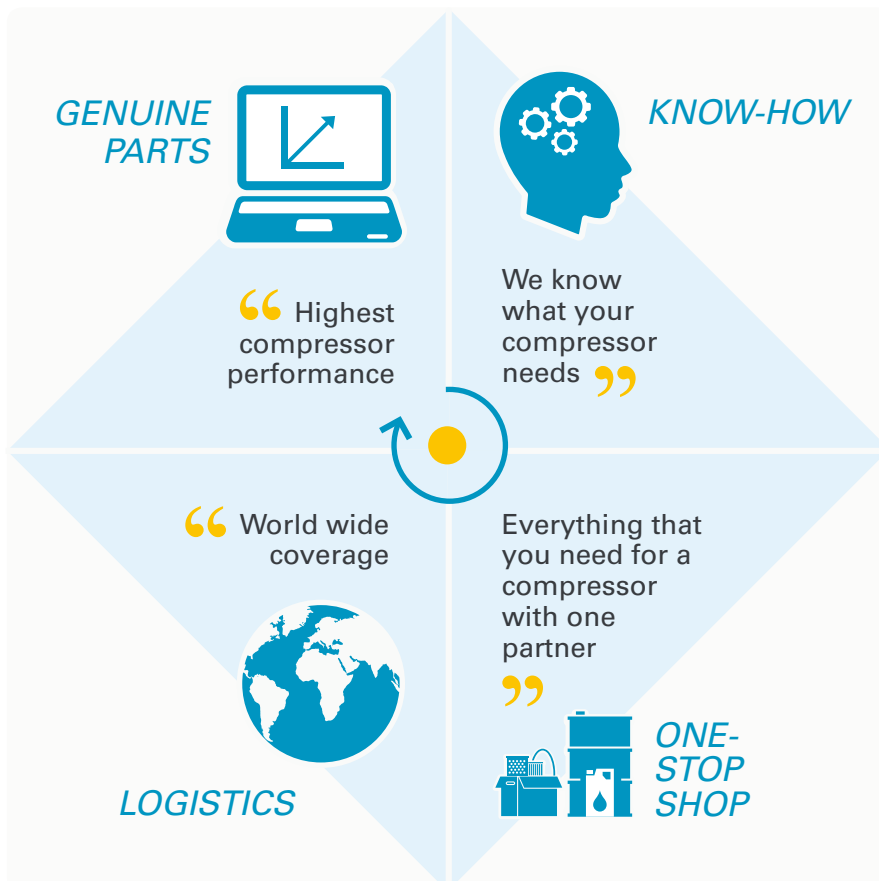 GENUINE
PARTS
“ Highest
compressor
performance
KNOW-HOW
We know
what your
compressor
needs ”
“ World wide
coverage
LOGISTICS
Everything that
you need for a
compressor
with one
partner
”
ONE-
STOP
SHOP